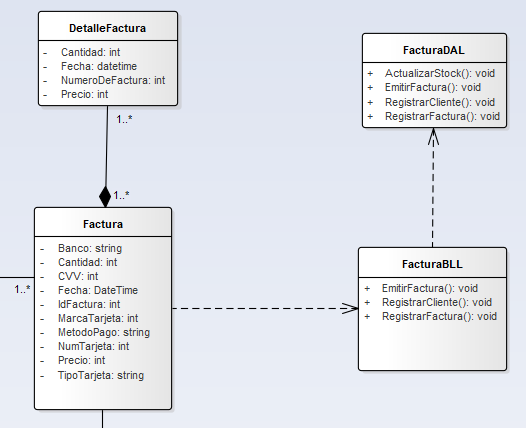 DetalleFactura
- Cantidad: int
- Fecha: datetime
- NumeroDeFactura: int
- Precio: int
1..*
1..*
Factura
- Banco: string
- Cantidad: int
- CVV: int
- Fecha: DateTime
- IdFactura: int
- MarcaTarjeta: int
- MetodoPago: string
- NumTarjeta: int
- Precio: int
- TipoTarjeta: string
1..*
FacturaDAL
+ ActualizarStock(): void
+ EmitirFactura(): void
+ RegistrarCliente(): void
+ RegistrarFactura(): void
FacturaBLL
+ EmitirFactura(): void
+ RegistrarCliente(): void
+ RegistrarFactura(): void